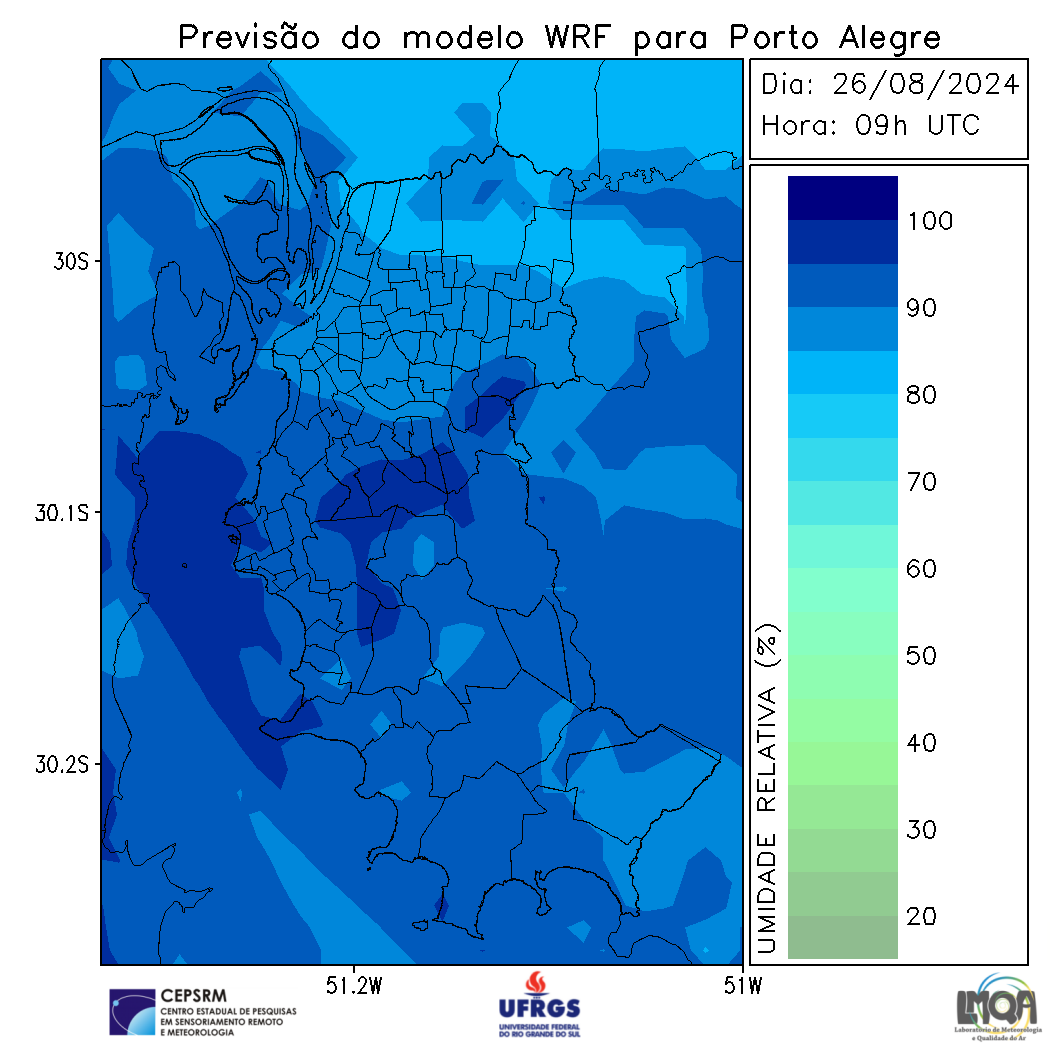 Previsão do modelo WRF para Porto Alegre
Dia: 26/08/2024
Hora: 09h UTC
100
90
80
70
60
50
40
30
20
UMIDADE RELATIVA (%)
30S
30.1S
30.2S
51.2W
51W
CEPSRM
CENTRO ESTADUAL DE PESQUISAS
EM SENSORIAMENTO REMOTO
E METEOROLOGIA
UFRGS
UNIVERSIDADE FEDERAL
DO RIO GRANDE DO SUL
LMQA
Laboratório de Meteorologia
e Qualidade do Ar